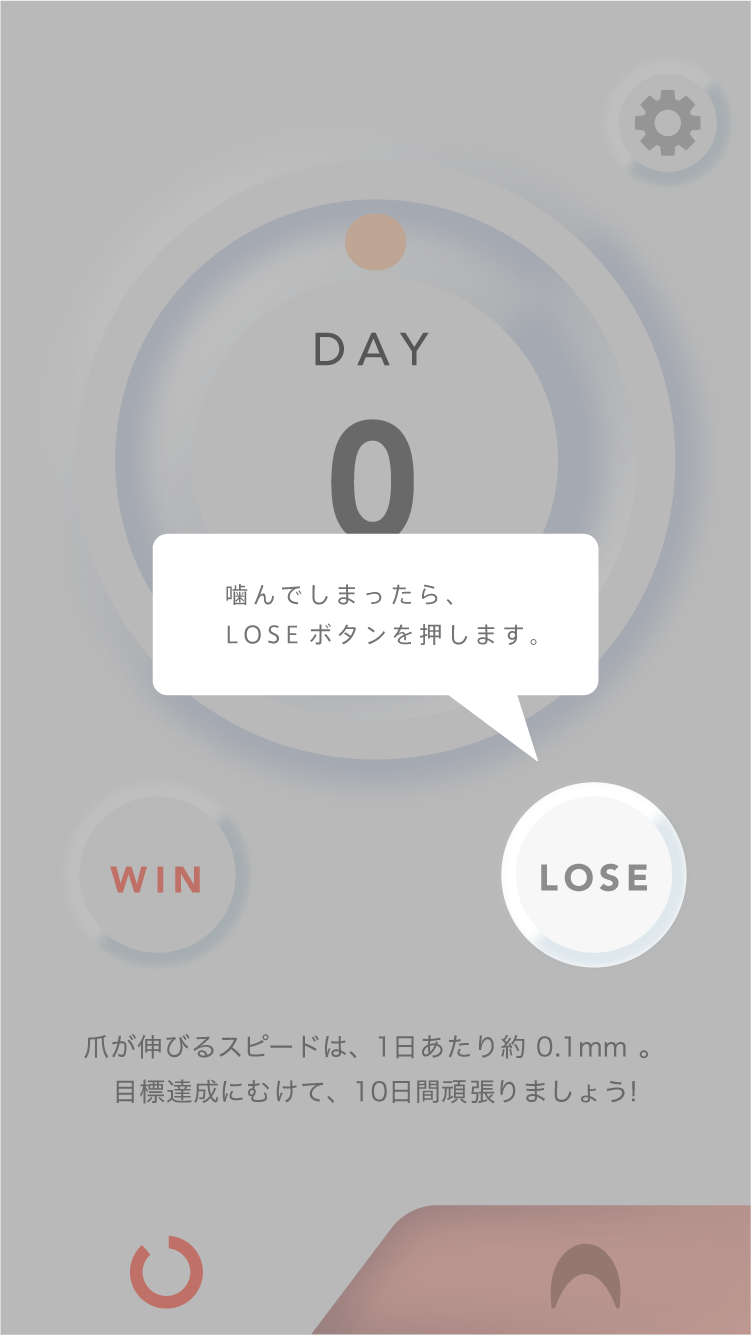 DAY
0
噛んでしまったら、
LOSE ボタンを押します。
WIN
LOSE
爪が伸びるスピードは、1日あたり約 0.1mm 。
目標達成にむけて、10日間頑張りましょう!